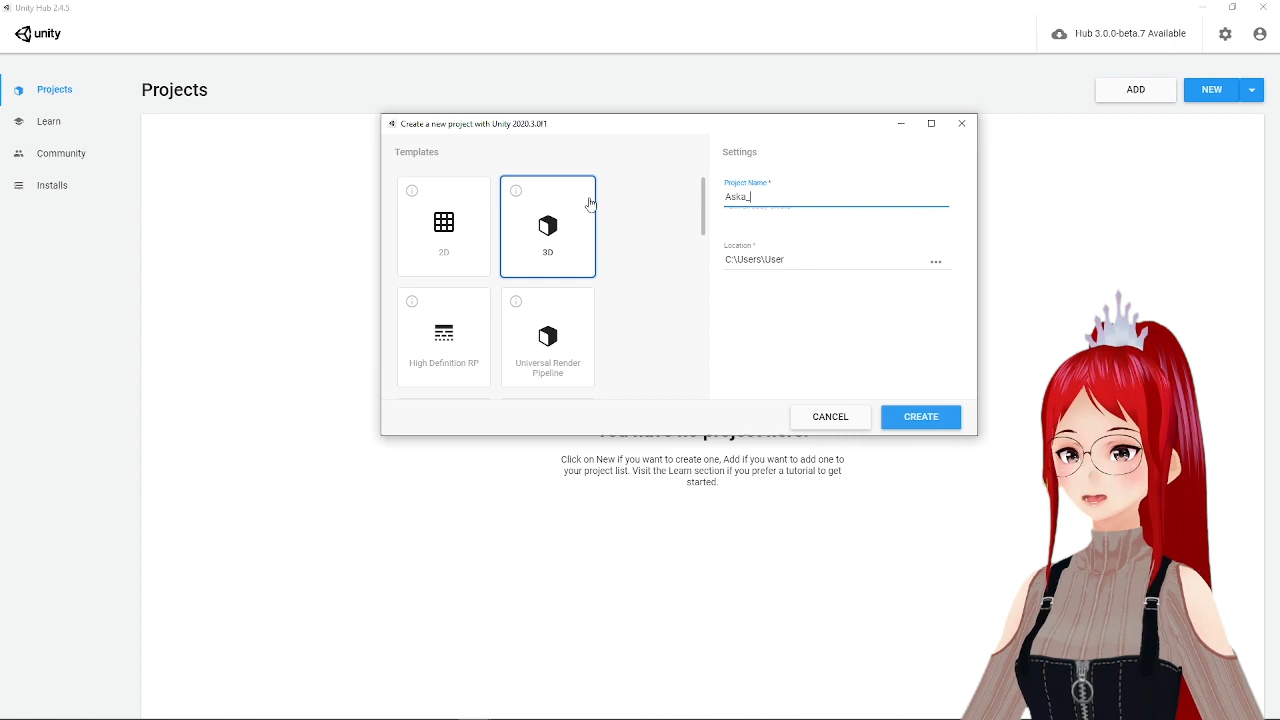 Unity Hub 2.4.5
unity
Hub 3.0.0-beta.7 Available
Projects
Learn
Community
Installs
Projects
ADD
NEW
Create a new project with Unity 2020.3.0f1
Templates
2D
3D
High Definition RP
Universal Render
Pipeline
Settings
Project Name *
Aska_
Location *
C:\Users\User
...
CANCEL
CREATE
Click on New if you want to create one, Add if you want to add one to
your project list. Visit the Learn section if you prefer a tutorial to get
started.